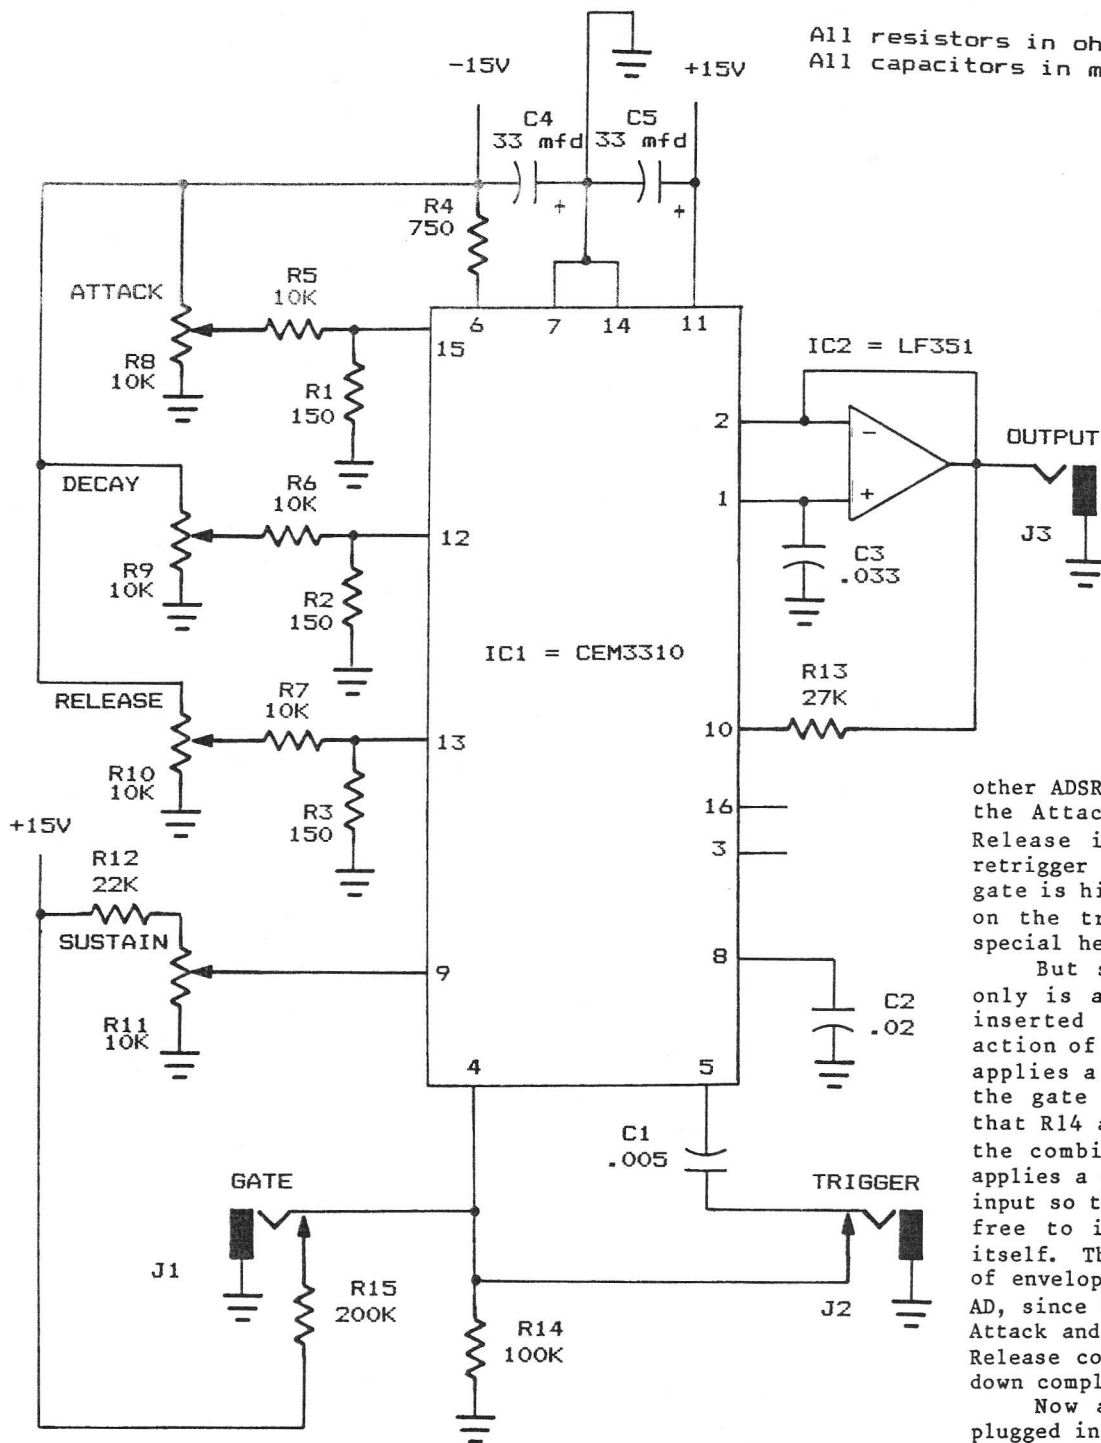 All resistors in oh
All capacitors in m
-15V
+15V
C4
33 mfd
C5
33 mfd
+
+
R4
750
ATTACK
R5
10K
R8
10K
R1
150
15
6
7
14
11
IC2 = LF351
2
1
-
+
OUTPUT
J3
C3
.033
DECAY
R6
10K
R9
10K
R2
150
12
IC1 = CEM3310
R13
27K
10
RELEASE
R7
10K
R10
10K
R3
150
13
16
3
+15V
R12
22K
SUSTAIN
R11
10K
9
8
C2
.02
4
5
C1
.005
GATE
J1
R15
200K
R14
100K
TRIGGER
J2
other ADSR
the Attac
Release i
retrigger
gate is hi
on the tr
special he
But s
only is a
inserted
action of
applies a
the gate
that R14 a
the combi
applies a
input so t
free to i
itself. Th
of envelop
AD, since
Attack and
Release co
down compl
Now a
plugged in